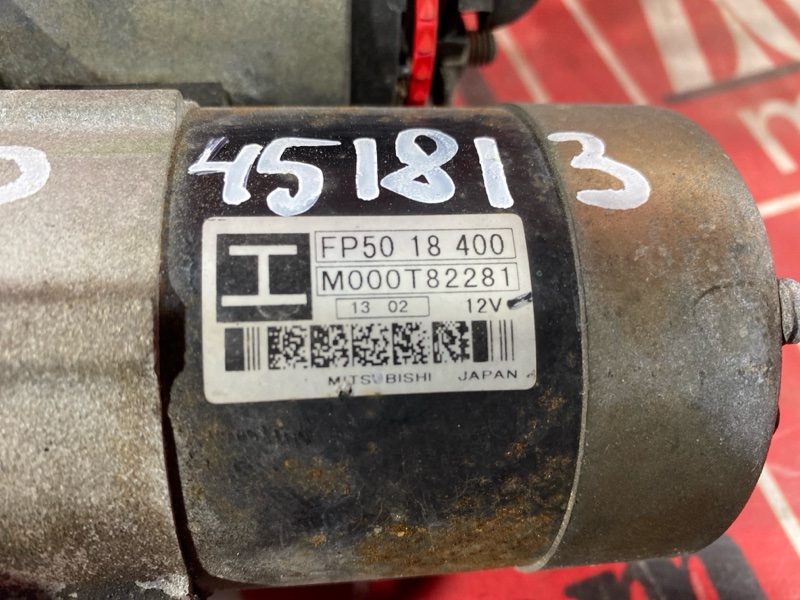 451813
H
FP50 18 400
M000T82281
13 02 12V
MITSUBISHI JAPAN